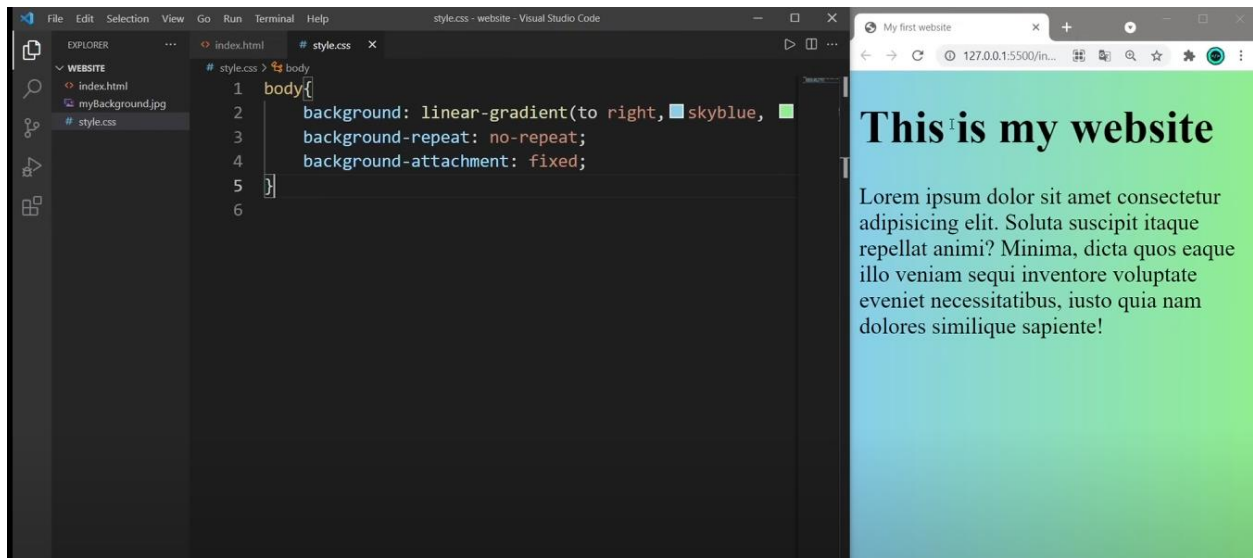 File Edit Selection View Go Run Terminal Help style.css - website - Visual Studio Code
EXPLORER
WEBSITE
index.html
myBackground.jpg
# style.css
index.html # style.css
# style.css > body
1 body{
2 background: linear-gradient(to right, skyblue,
3 background-repeat: no-repeat;
4 background-attachment: fixed;
5 }
6
My first website
127.0.0.1:5500/in...
This is my website
Lorem ipsum dolor sit amet consectetur
adipisicing elit. Soluta suscipit itaque
repellat animi? Minima, dicta quos eaque
illo veniam sequi inventore voluptate
eveniet necessitatibus, iusto quia nam
dolores similique sapiente!